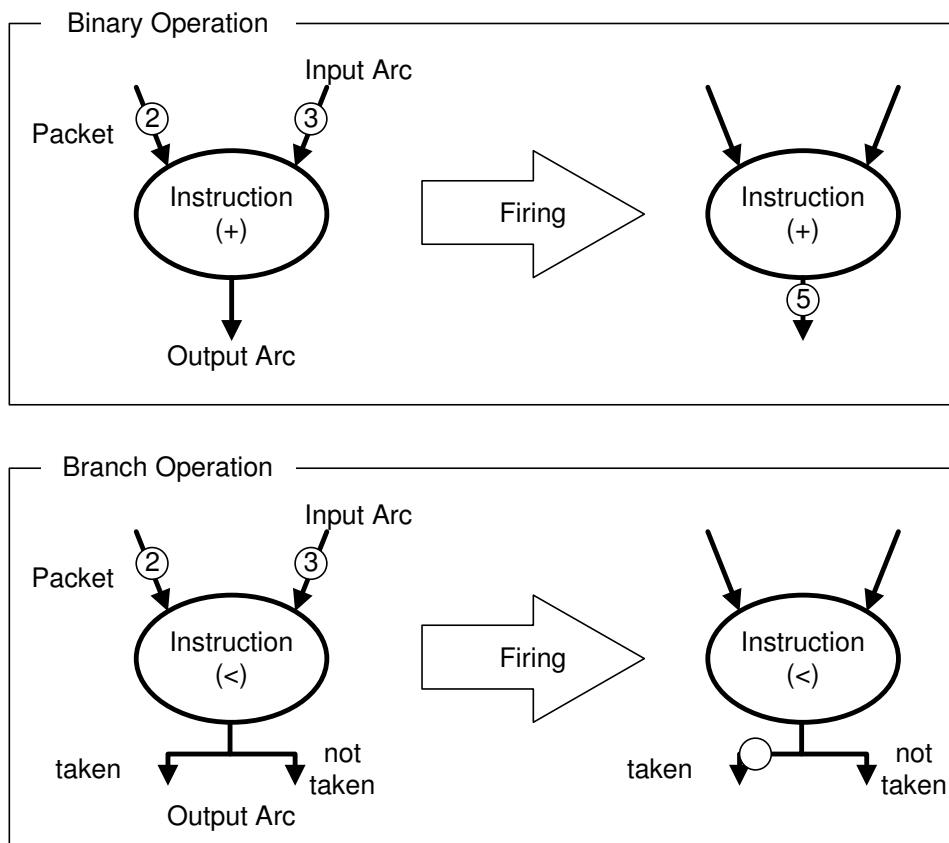 Binary Operation
Input Arc
2
3
Packet
Instruction
(+)
Output Arc
Firing
Instruction
(+)
5
Branch Operation
Input Arc
2
3
Packet
Instruction
(<)
taken
not
taken
Output Arc
Firing
Instruction
(<)
taken
not
taken